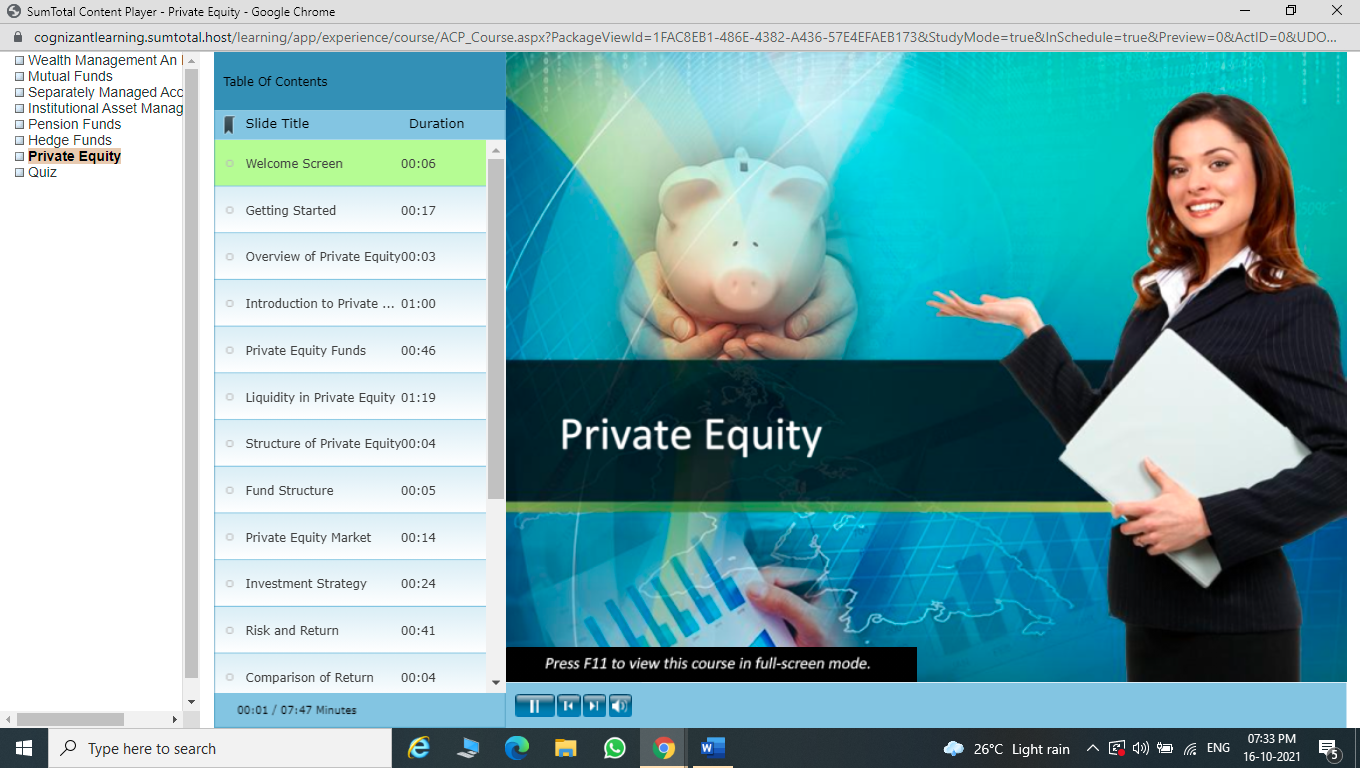 SumTotal Content Player - Private Equity - Google Chrome
cognizantlearning.sumtotal.host/learning/app/experience/course/ACP_Course.aspx?PackageViewId=1FAC8EB1-486E-4382-A436-57E4EFAEB173&StudyMode=true&InSchedule=true&Preview=0&ActID=0&UDO...
Wealth Management An
Mutual Funds
Separately Managed Acc
Institutional Asset Manag
Pension Funds
Hedge Funds
Private Equity
Quiz
Table Of Contents
Slide Title Duration
Welcome Screen 00:06
Getting Started 00:17
Overview of Private Equity 00:03
Introduction to Private ... 01:00
Private Equity Funds 00:46
Liquidity in Private Equity 01:19
Structure of Private Equity 00:04
Fund Structure 00:05
Private Equity Market 00:14
Investment Strategy 00:24
Risk and Return 00:41
Comparison of Return 00:04
00:01 / 07:47 Minutes
Private Equity
Press F11 to view this course in full-screen mode.
Type here to search
26°C Light rain
ENG
07:33 PM
16-10-2021
5